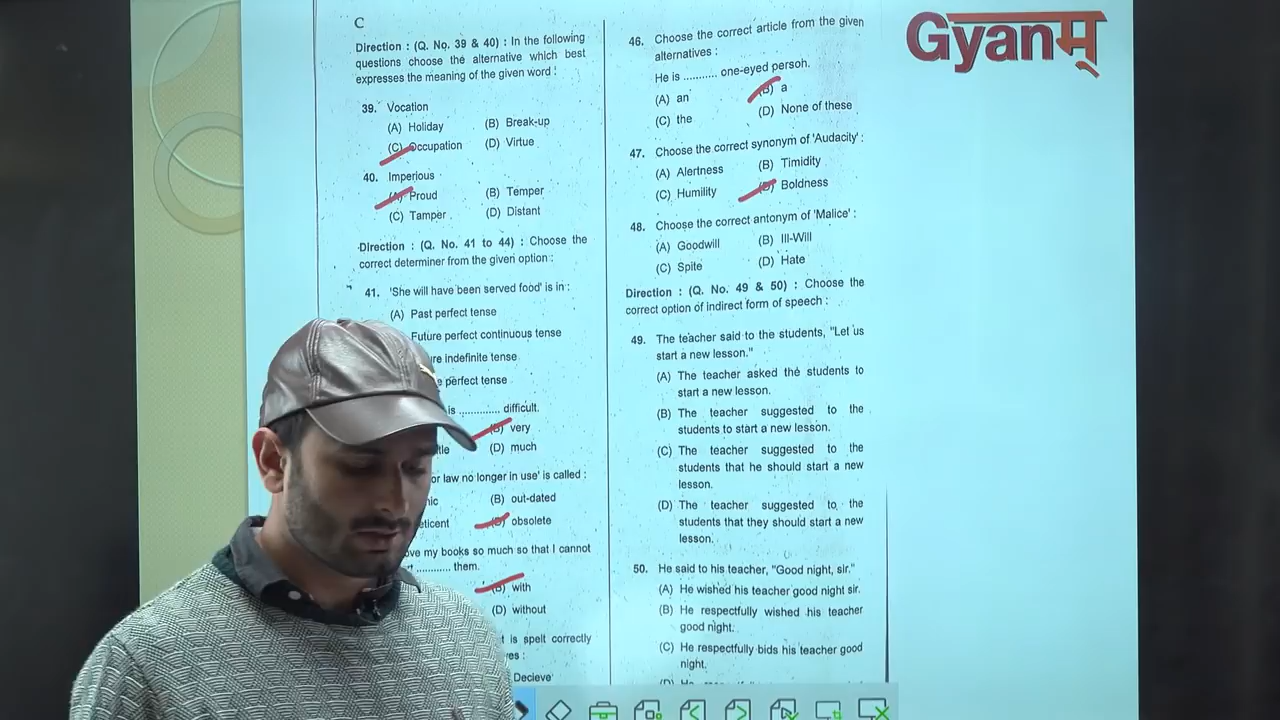 Gyanम्
C
Direction : (Q. No. 39 & 40) : In the following
questions choose the alternative which best
expresses the meaning of the given word :
39. Vocation
(A) Holiday (B) Break-up
(C) Occupation (D) Virtue
40. Imperious
(A) Proud (B) Temper
(C) Tamper (D) Distant
Direction : (Q. No. 41 to 44) : Choose the
correct determiner from the given option :
41. 'She will have been served food' is in :
(A) Past perfect tense
Future perfect continuous tense
indefinite tense
perfect tense
is ............. difficult.
(B) very
(D) much
or law no longer in use' is called :
(B) out-dated
(D) obsolete
my books so much so that I cannot
............ them.
(B) with
(D) without
is spelt correctly
Decieve
46. Choose the correct article from the given
alternatives :
He is ........... one-eyed person.
(A) an (B) a
(C) the (D) None of these
47. Choose the correct synonym of 'Audacity' :
(A) Alertness (B) Timidity
(C) Humility (D) Boldness
48. Choose the correct antonym of 'Malice' :
(A) Goodwill (B) Ill-Will
(C) Spite (D) Hate
Direction : (Q. No. 49 & 50) : Choose the
correct option of indirect form of speech :
49. The teacher said to the students, "Let us
start a new lesson."
(A) The teacher asked the students to
start a new lesson.
(B) The teacher suggested to the
students to start a new lesson.
(C) The teacher suggested to the
students that he should start a new
lesson.
(D) The teacher suggested to the
students that they should start a new
lesson.
50. He said to his teacher, "Good night, sir."
(A) He wished his teacher good night sir.
(B) He respectfully wished his teacher
good night.
(C) He respectfully bids his teacher good
night.